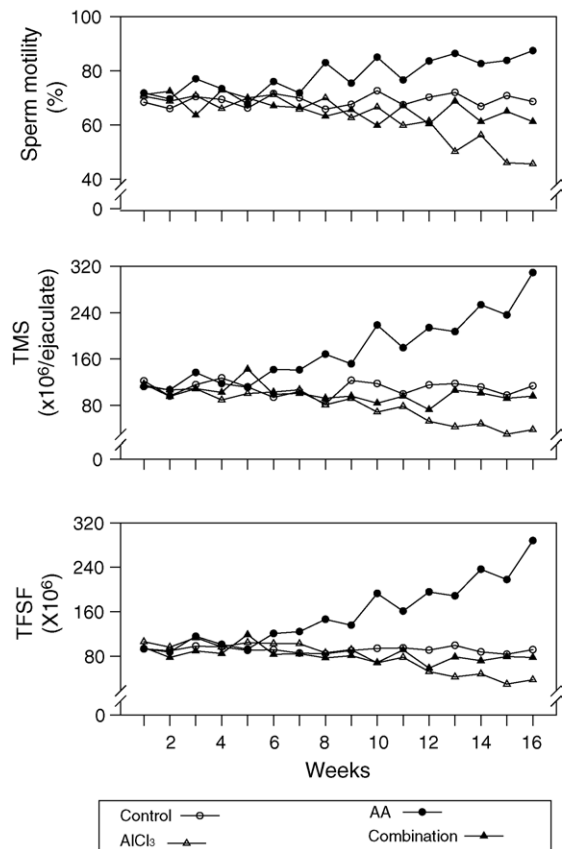 100
80
60
40
0
Sperm motility
(%)
320
240
160
80
0
TMS
(x10⁶/ejaculate)
320
240
160
80
0
TFSF
(X10⁶)
2 4 6 8 10 12 14 16
Weeks
Control AA
AlCl₃ Combination